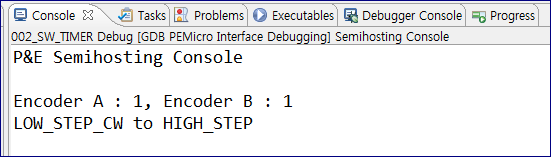 Console Tasks Problems Executables Debugger Console Progress
002_SW_TIMER Debug [GDB PEMicro Interface Debugging] Semihosting Console
P&E Semihosting Console
Encoder A : 1, Encoder B : 1
LOW_STEP_CW to HIGH_STEP